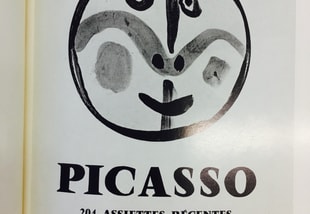 PICASSO
204 ASSIETTES RÉCENTES